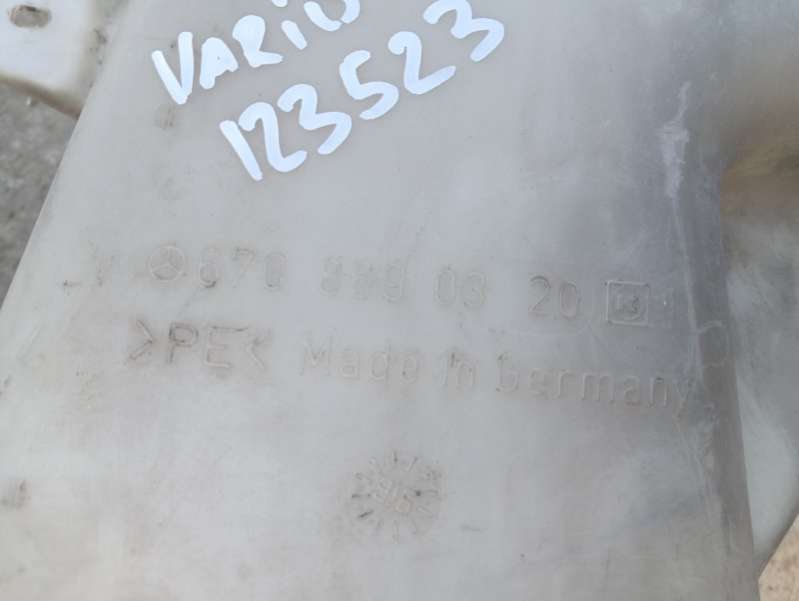 VARIO
123523
670 869 03 20
>PE< Made in Germany